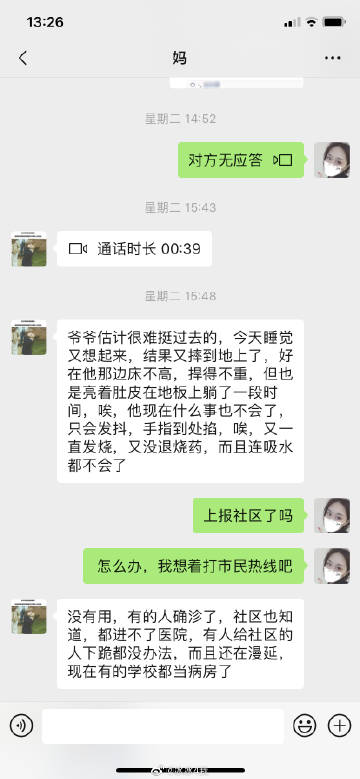 13:26
妈
星期二 14:52
对方无应答
星期二 15:43
通话时长 00:39
星期二 15:48
爷爷估计很难挺过去的，今天睡觉
又想起来，结果又摔到地上了，好
在他那边床不高，捍得不重，但也
是亮着肚皮在地板上躺了一段时
间，唉，他现在什么事也不会了，
只会发抖，手指到处掐，唉，又一
直发烧，又没退烧药，而且连吸水
都不会了
上报社区了吗
怎么办，我想着打市民热线吧
没有用，有的人确诊了，社区也知
道，都进不了医院，有人给社区的
人下跪都没办法，而且还在漫延，
现在有的学校都当病房了